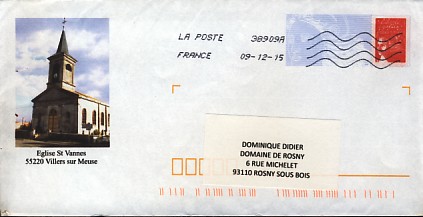 LA POSTE 38909A
FRANCE 09-12-15
Eglise St Vannes
55220 Villers sur Meuse
DOMINIQUE DIDIER
DOMAINE DE ROSNY
6 RUE MICHELET
93110 ROSNY SOUS BOIS